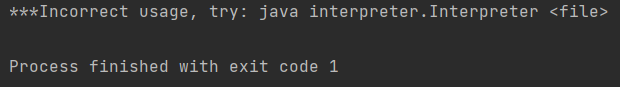 ***Incorrect usage, try: java interpreter.Interpreter <file>
Process finished with exit code 1